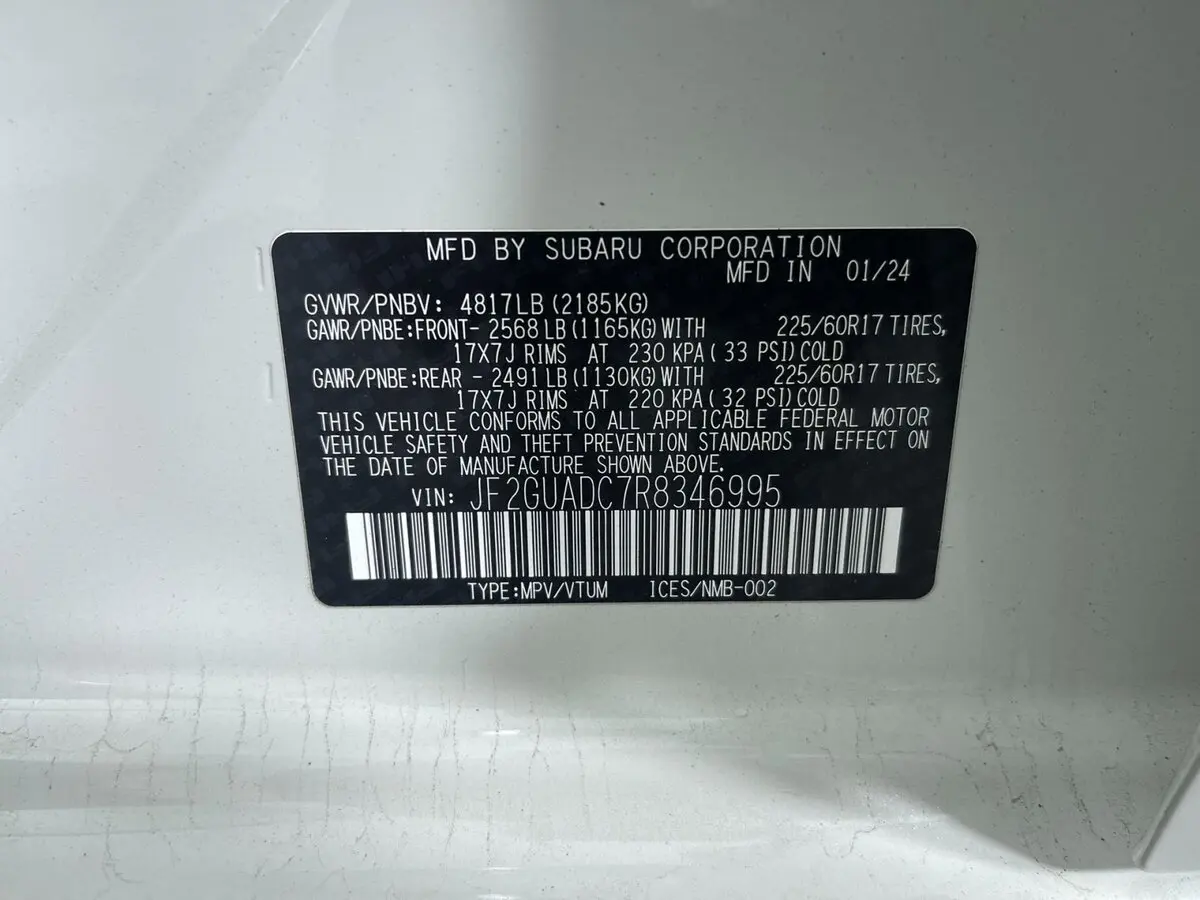 MFD BY SUBARU CORPORATION
MFD IN 01/24
GVWR/PNBV: 4817LB (2185KG)
GAWR/PNBE:FRONT- 2568 LB (1165KG) WITH 225/60R17 TIRES,
17X7J RIMS AT 230 KPA ( 33 PSI) COLD
GAWR/PNBE:REAR - 2491 LB (1130KG) WITH 225/60R17 TIRES,
17X7J RIMS AT 220 KPA ( 32 PSI) COLD
THIS VEHICLE CONFORMS TO ALL APPLICABLE FEDERAL MOTOR
VEHICLE SAFETY AND THEFT PREVENTION STANDARDS IN EFFECT ON
THE DATE OF MANUFACTURE SHOWN ABOVE.
VIN: JF2GUADC7R8346995
TYPE:MPV/VTUM ICES/NMB-002